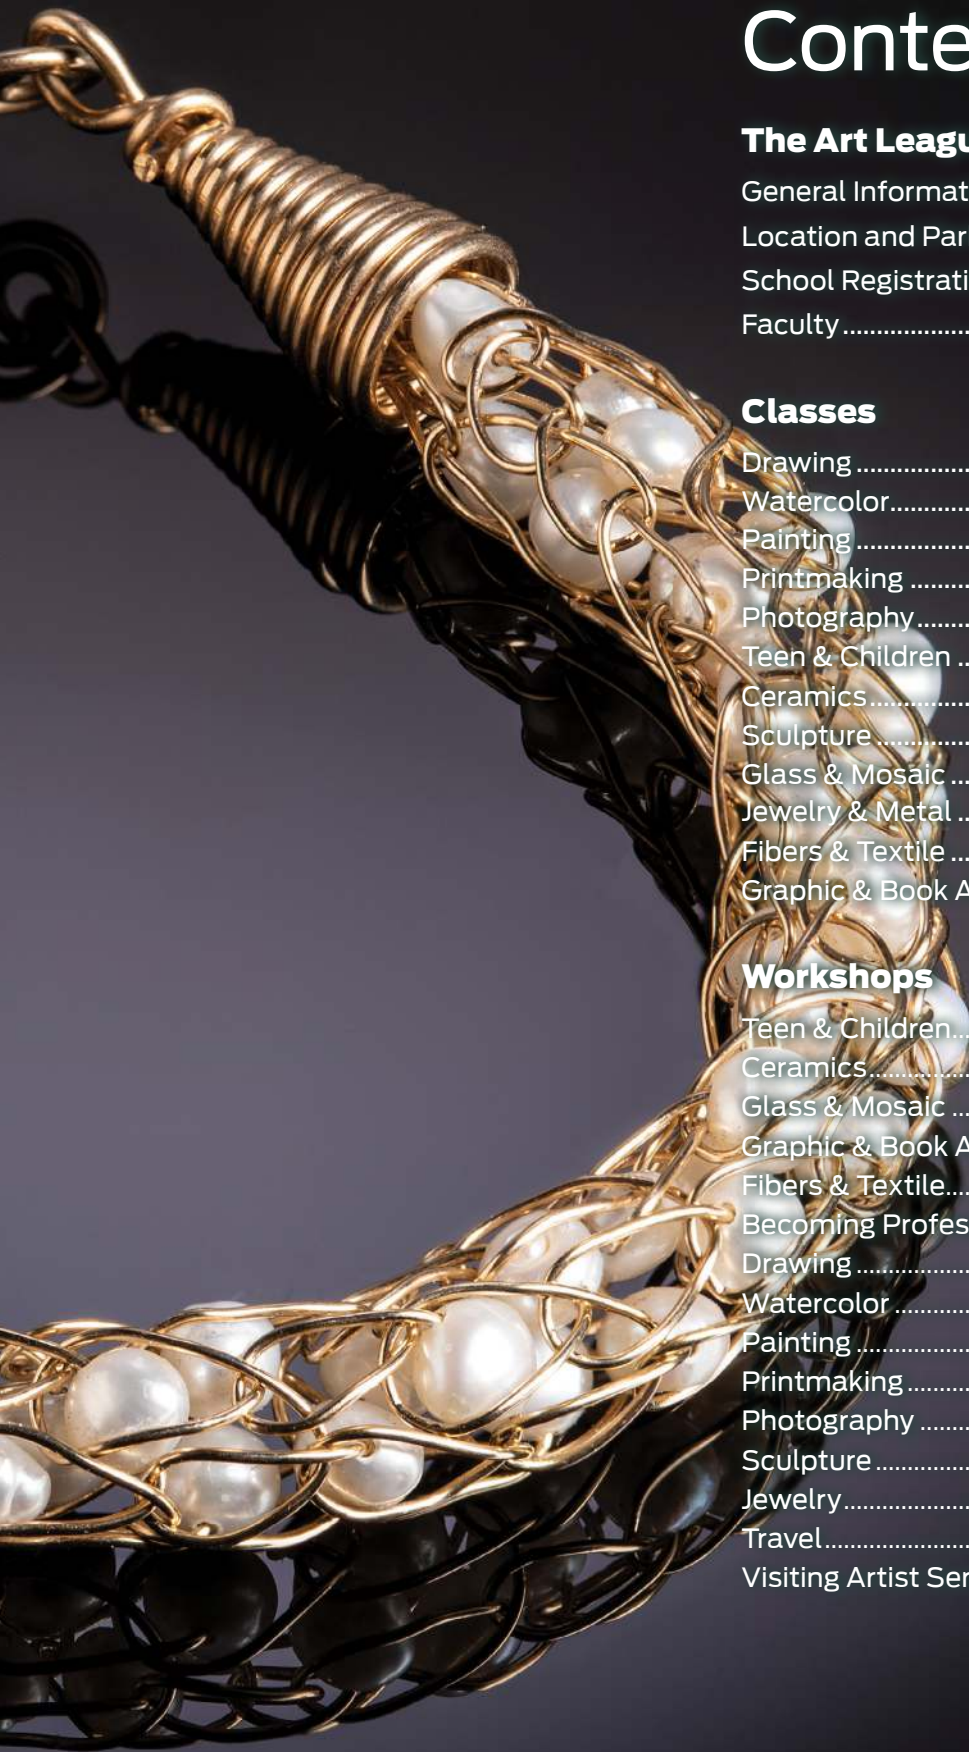 Conte
The Art Leagu
General Informat
Location and Par
School Registrati
Faculty...................
Classes
Drawing .................
Watercolor............
Painting .................
Printmaking .........
Photography........
Teen & Children ..
Ceramics...............
Sculpture ..............
Glass & Mosaic ...
Jewelry & Metal ..
Fibers & Textile ...
Graphic & Book A
Workshops
Teen & Children...
Ceramics...............
Glass & Mosaic ...
Graphic & Book A
Fibers & Textile....
Becoming Profes
Drawing .................
Watercolor ...........
Painting .................
Printmaking ..........
Photography ........
Sculpture ..............
Jewelry...................
Travel......................
Visiting Artist Ser